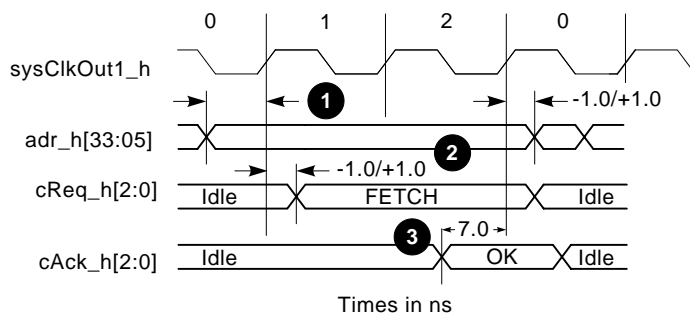 0 1 2 0
sysClkOut1_h
1 -1.0/+1.0
adr_h[33:05]
2
-1.0/+1.0
cReq_h[2:0] Idle FETCH Idle
3 7.0
cAck_h[2:0] Idle OK Idle
Times in ns